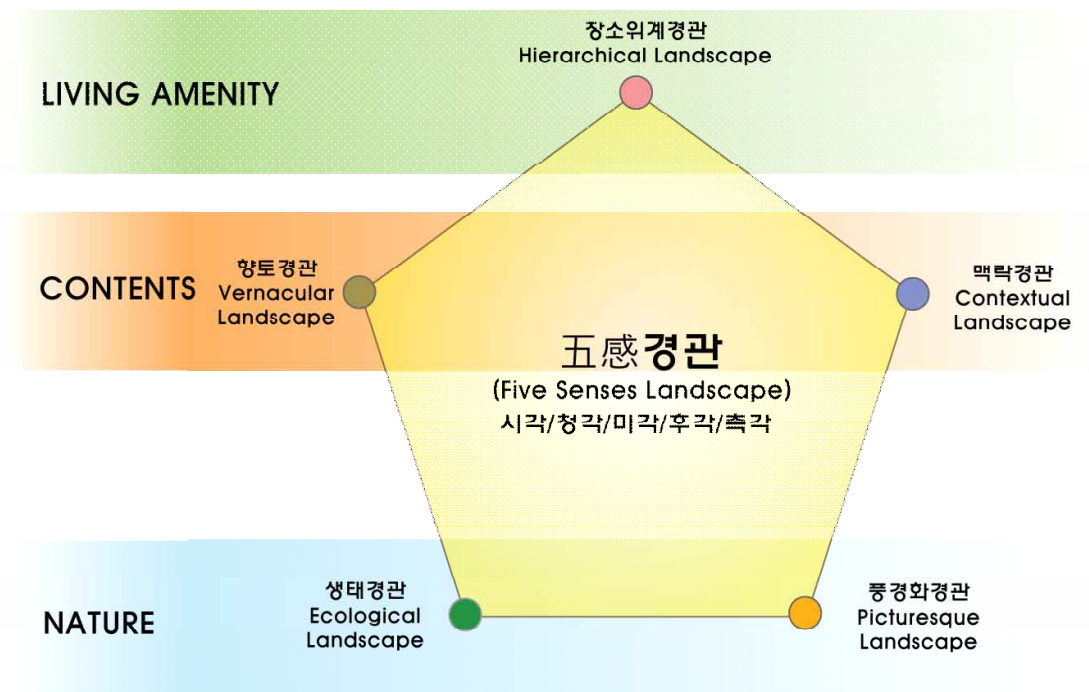 장소위계경관
Hierarchical Landscape
LIVING AMENITY
CONTENTS
향토경관
Vernacular
Landscape
맥락경관
Contextual
Landscape
五感경관
(Five Senses Landscape)
시각/청각/미각/후각/촉각
NATURE
생태경관
Ecological
Landscape
풍경화경관
Picturesque
Landscape